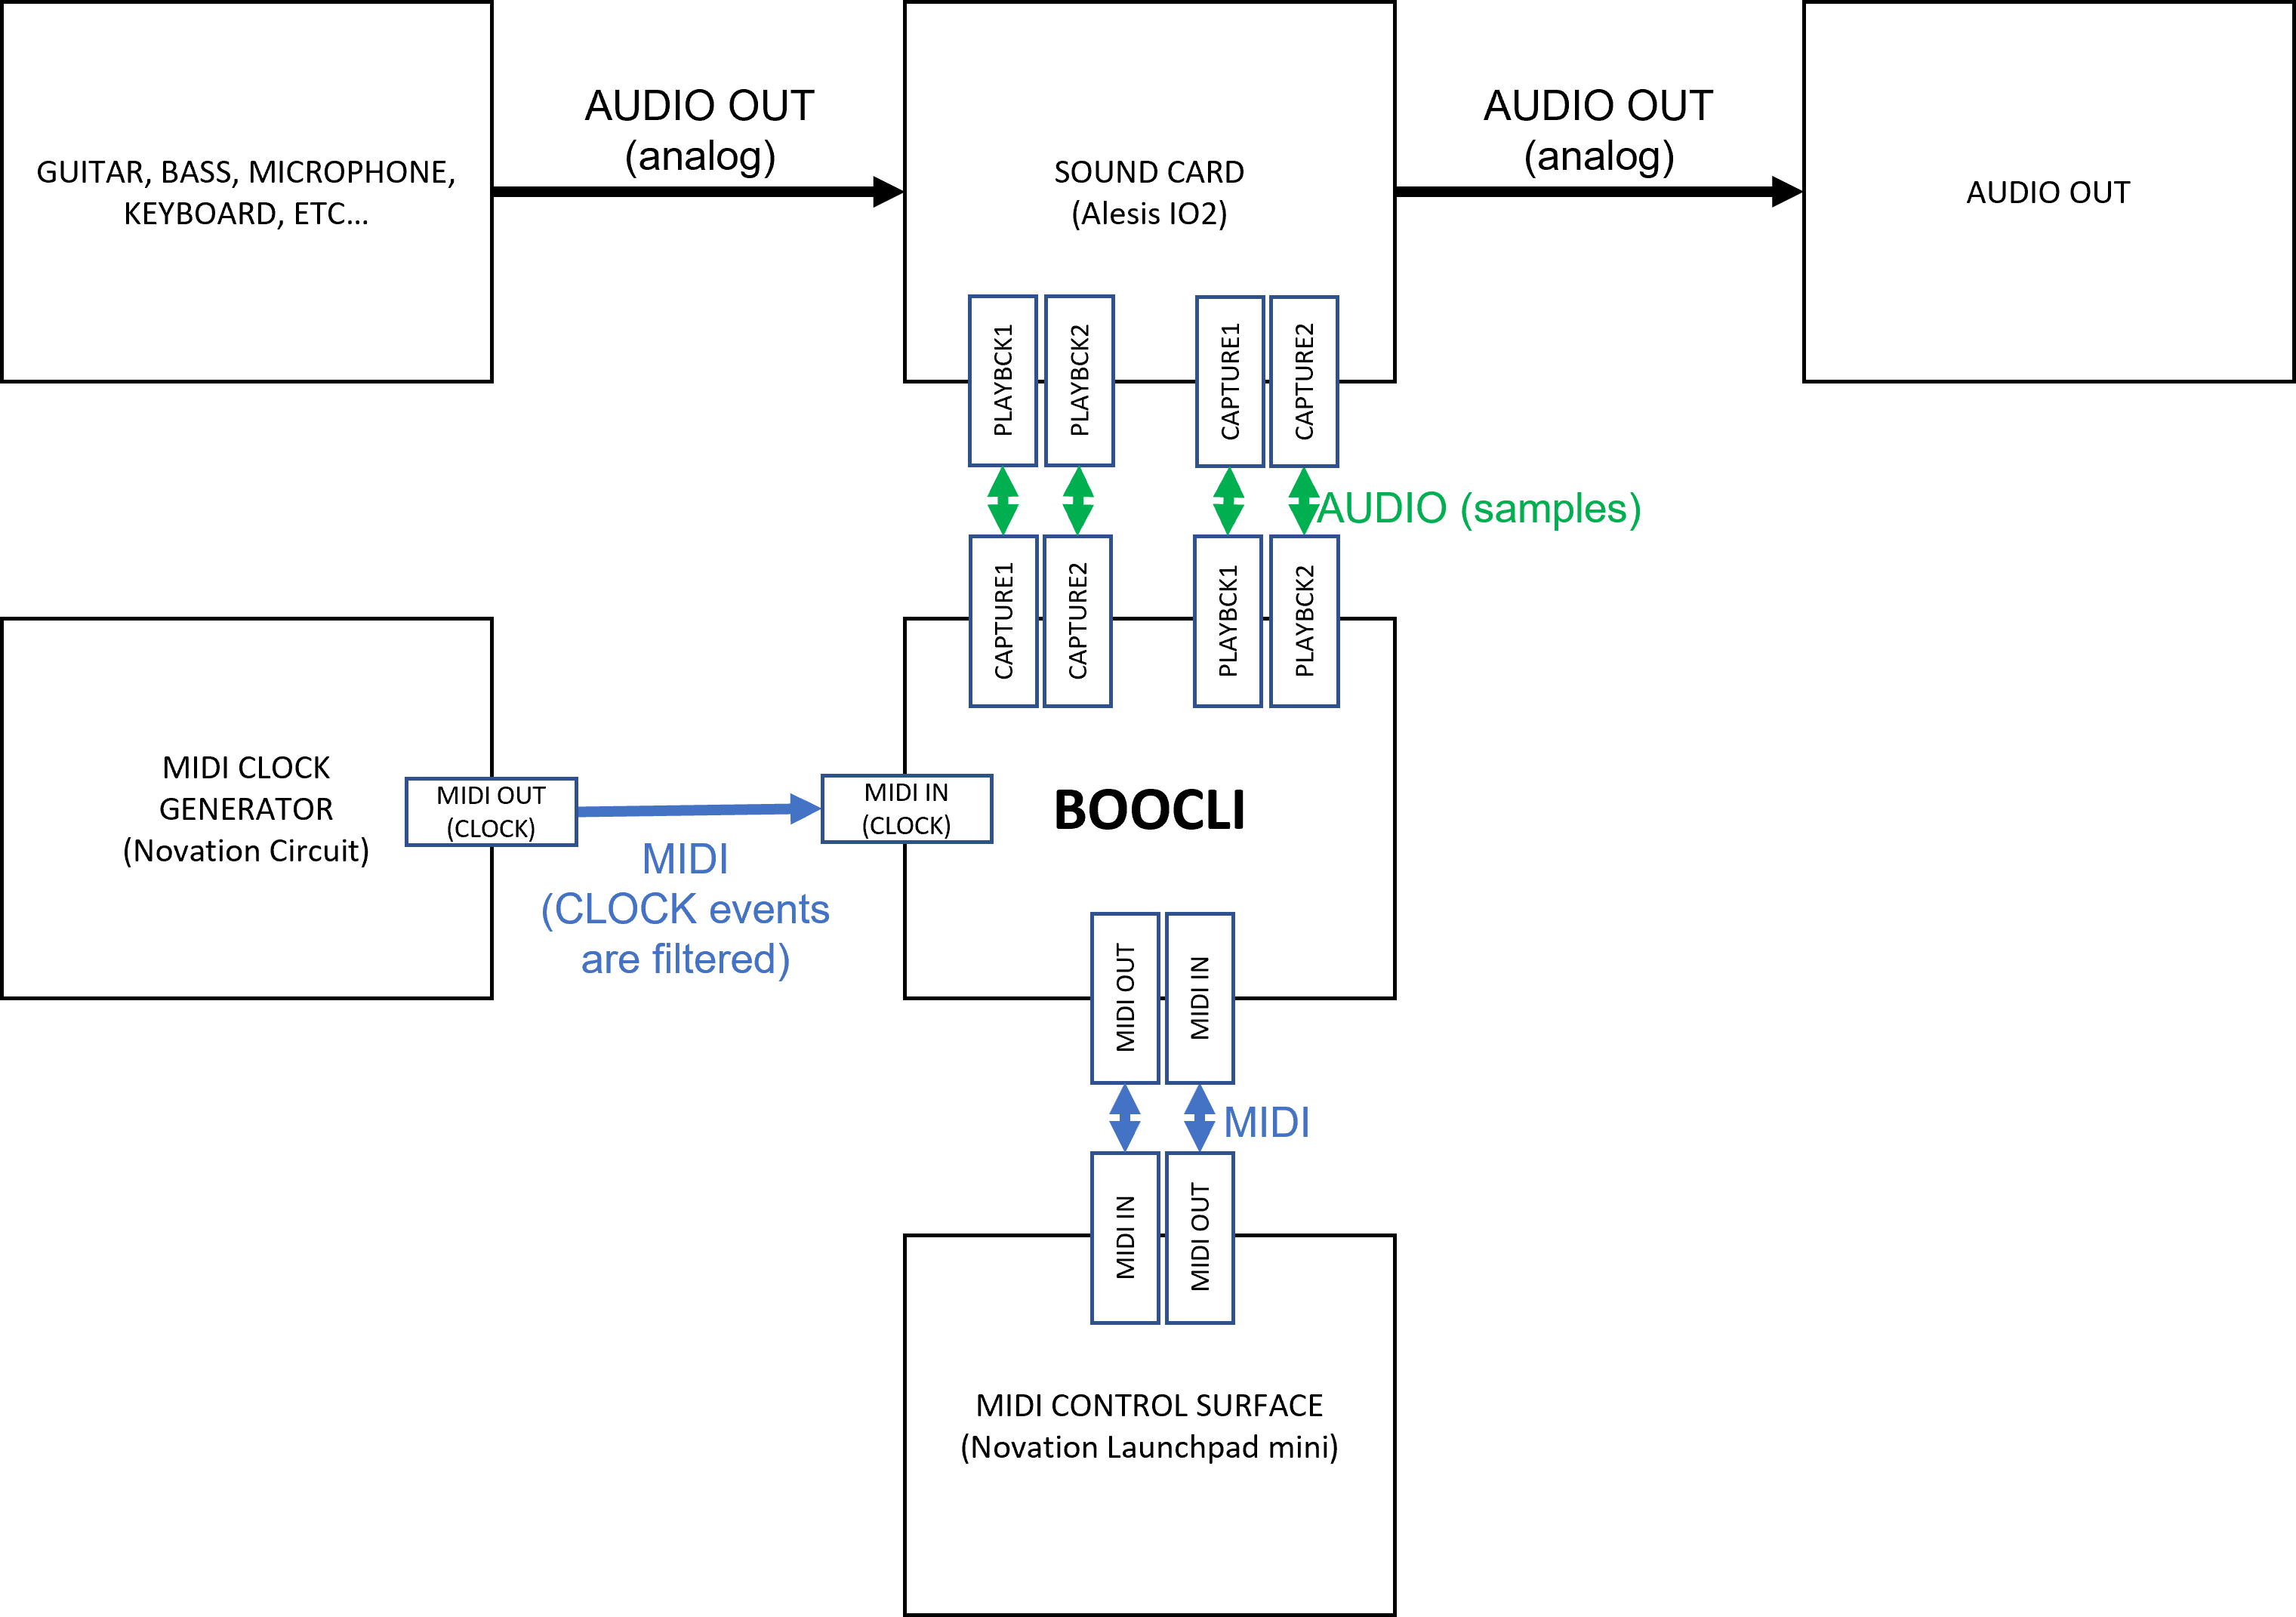 AUDIO OUT
(analog)
AUDIO OUT
(analog)
GUITAR, BASS, MICROPHONE,
KEYBOARD, ETC...
SOUND CARD
(Alesis IO2)
AUDIO OUT
PLAYBCK1
PLAYBCK2
CAPTURE1
CAPTURE2
AUDIO (samples)
CAPTURE1
CAPTURE2
PLAYBCK1
PLAYBCK2
MIDI CLOCK
GENERATOR
(Novation Circuit)
MIDI OUT
(CLOCK)
MIDI
(CLOCK events
are filtered)
MIDI IN
(CLOCK)
BOOCLI
MIDI OUT
MIDI IN
MIDI
MIDI IN
MIDI OUT
MIDI CONTROL SURFACE
(Novation Launchpad mini)